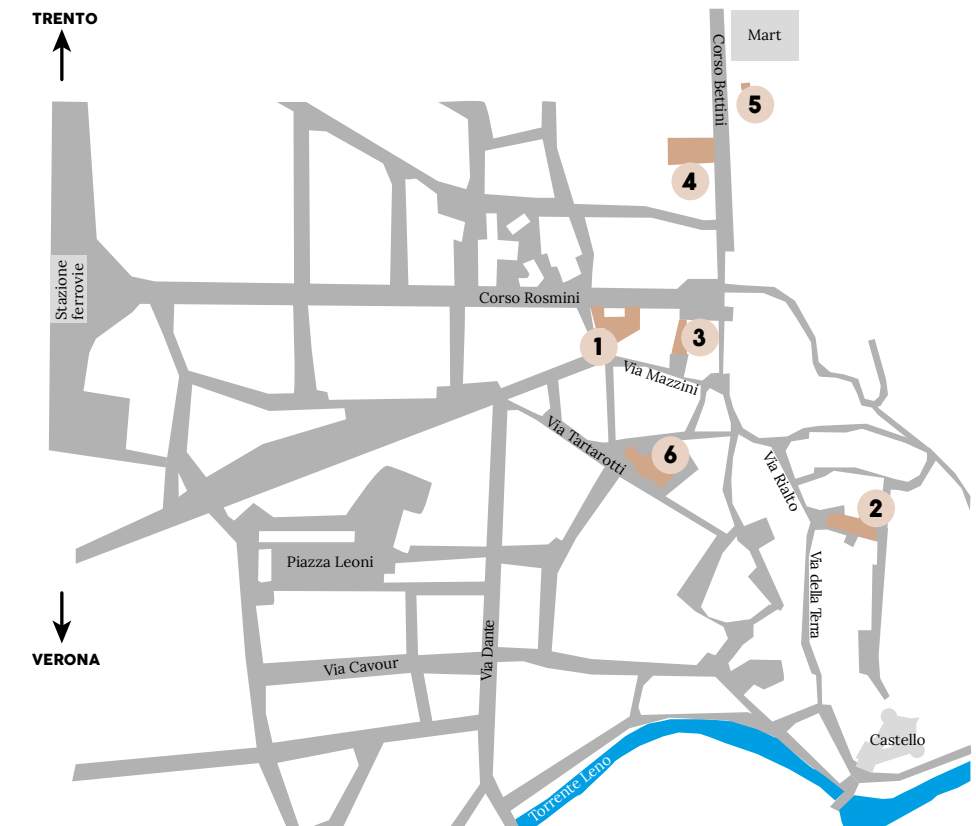 TRENTO
Mart
Corso Bettini
5
4
Stazione
ferrovie
Corso Rosmini
1
3
Via Mazzini
Via Tartarotti
6
Via Rialto
2
Piazza Leoni
Via della Terra
VERONA
Via Cavour
Via Dante
Castello
Torrente Leno